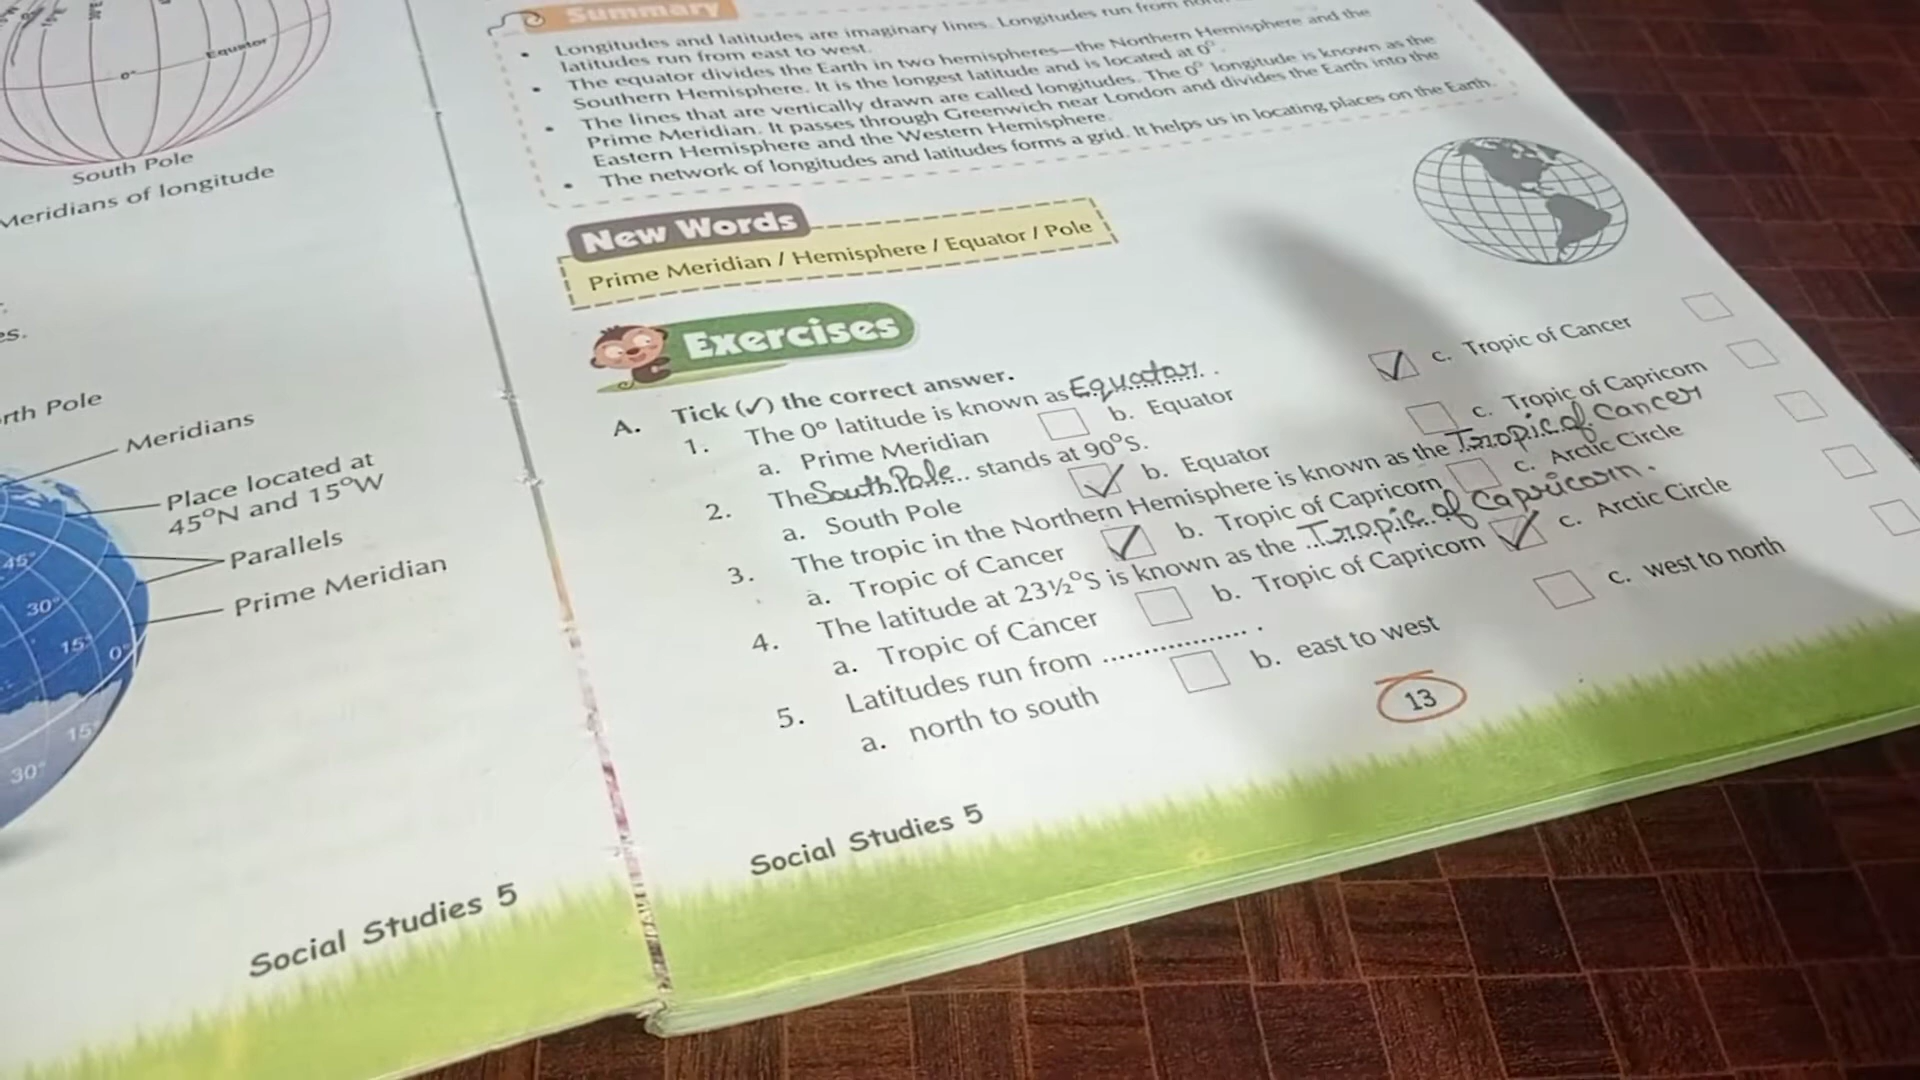 Equator
0°
South Pole
Meridians of longitude
es.
rth Pole
Meridians
Place located at
45°N and 15°W
Parallels
Prime Meridian
45°
30°
15°
0°
15°
30°
Social Studies 5
Summary
• Longitudes and latitudes are imaginary lines. Longitudes run from
latitudes run from east to west.
• The equator divides the Earth in two hemispheres—the Northern Hemisphere and the
Southern Hemisphere. It is the longest latitude and is located at 0°.
• The lines that are vertically drawn are called longitudes. The 0° longitude is known as the
Prime Meridian. It passes through Greenwich near London and divides the Earth into the
Eastern Hemisphere and the Western Hemisphere.
• The network of longitudes and latitudes forms a grid. It helps us in locating places on the Earth.
New Words
Prime Meridian / Hemisphere / Equator / Pole
Exercises
A. Tick (✓) the correct answer.
1. The 0° latitude is known as Equator.
a. Prime Meridian b. Equator ✓ c. Tropic of Cancer
2. The South Pole stands at 90°S.
a. South Pole ✓ b. Equator c. Tropic of Capricorn
3. The tropic in the Northern Hemisphere is known as the Tropic of Cancer
a. Tropic of Cancer ✓ b. Tropic of Capricorn c. Arctic Circle
4. The latitude at 23½°S is known as the Tropic of Capricorn.
a. Tropic of Cancer b. Tropic of Capricorn ✓ c. Arctic Circle
5. Latitudes run from ..................... .
a. north to south b. east to west c. west to north
13
Social Studies 5